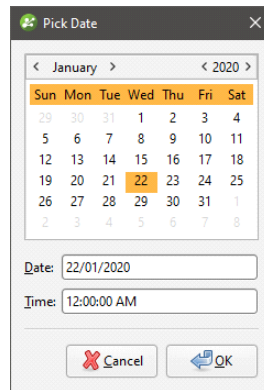 Pick Date
January 2020
Sun Mon Tue Wed Thu Fri Sat
29 30 31 1 2 3 4
5 6 7 8 9 10 11
12 13 14 15 16 17 18
19 20 21 22 23 24 25
26 27 28 29 30 31 1
2 3 4 5 6 7 8
Date: 22/01/2020
Time: 12:00:00 AM
Cancel OK